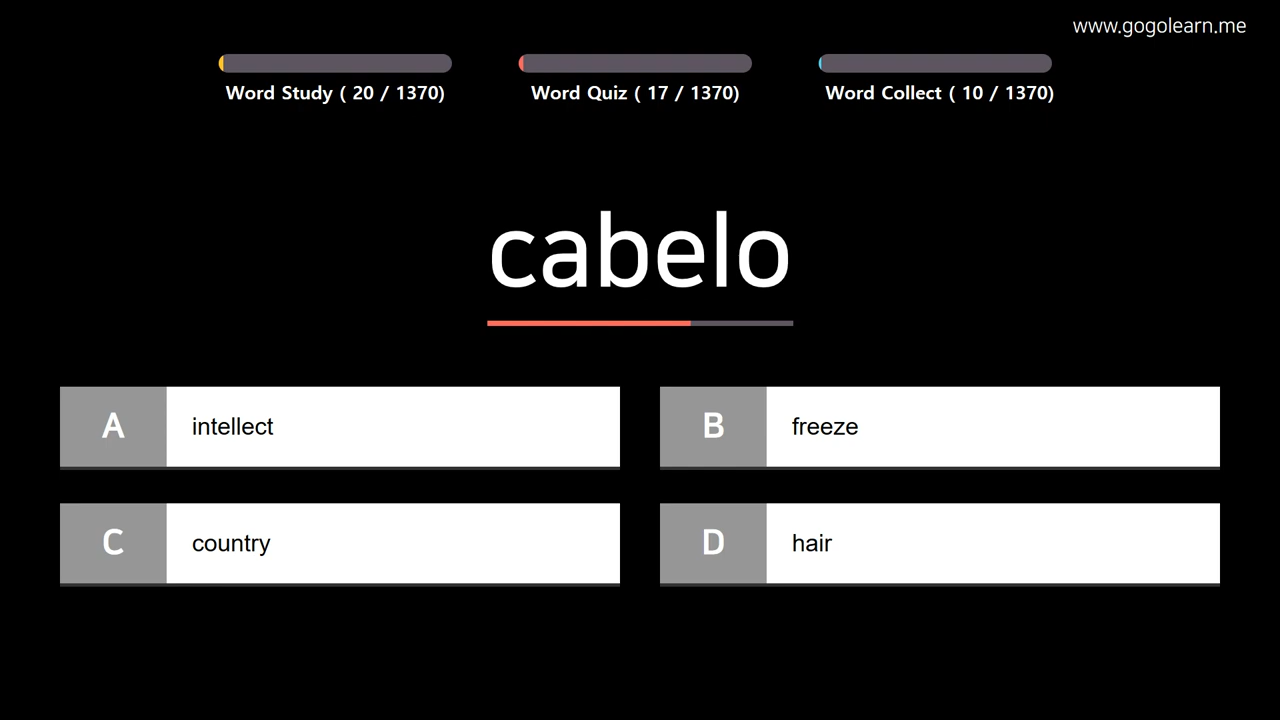 www.gogolearn.me
Word Study ( 20 / 1370)
Word Quiz ( 17 / 1370)
Word Collect ( 10 / 1370)
cabelo
A intellect
B freeze
C country
D hair